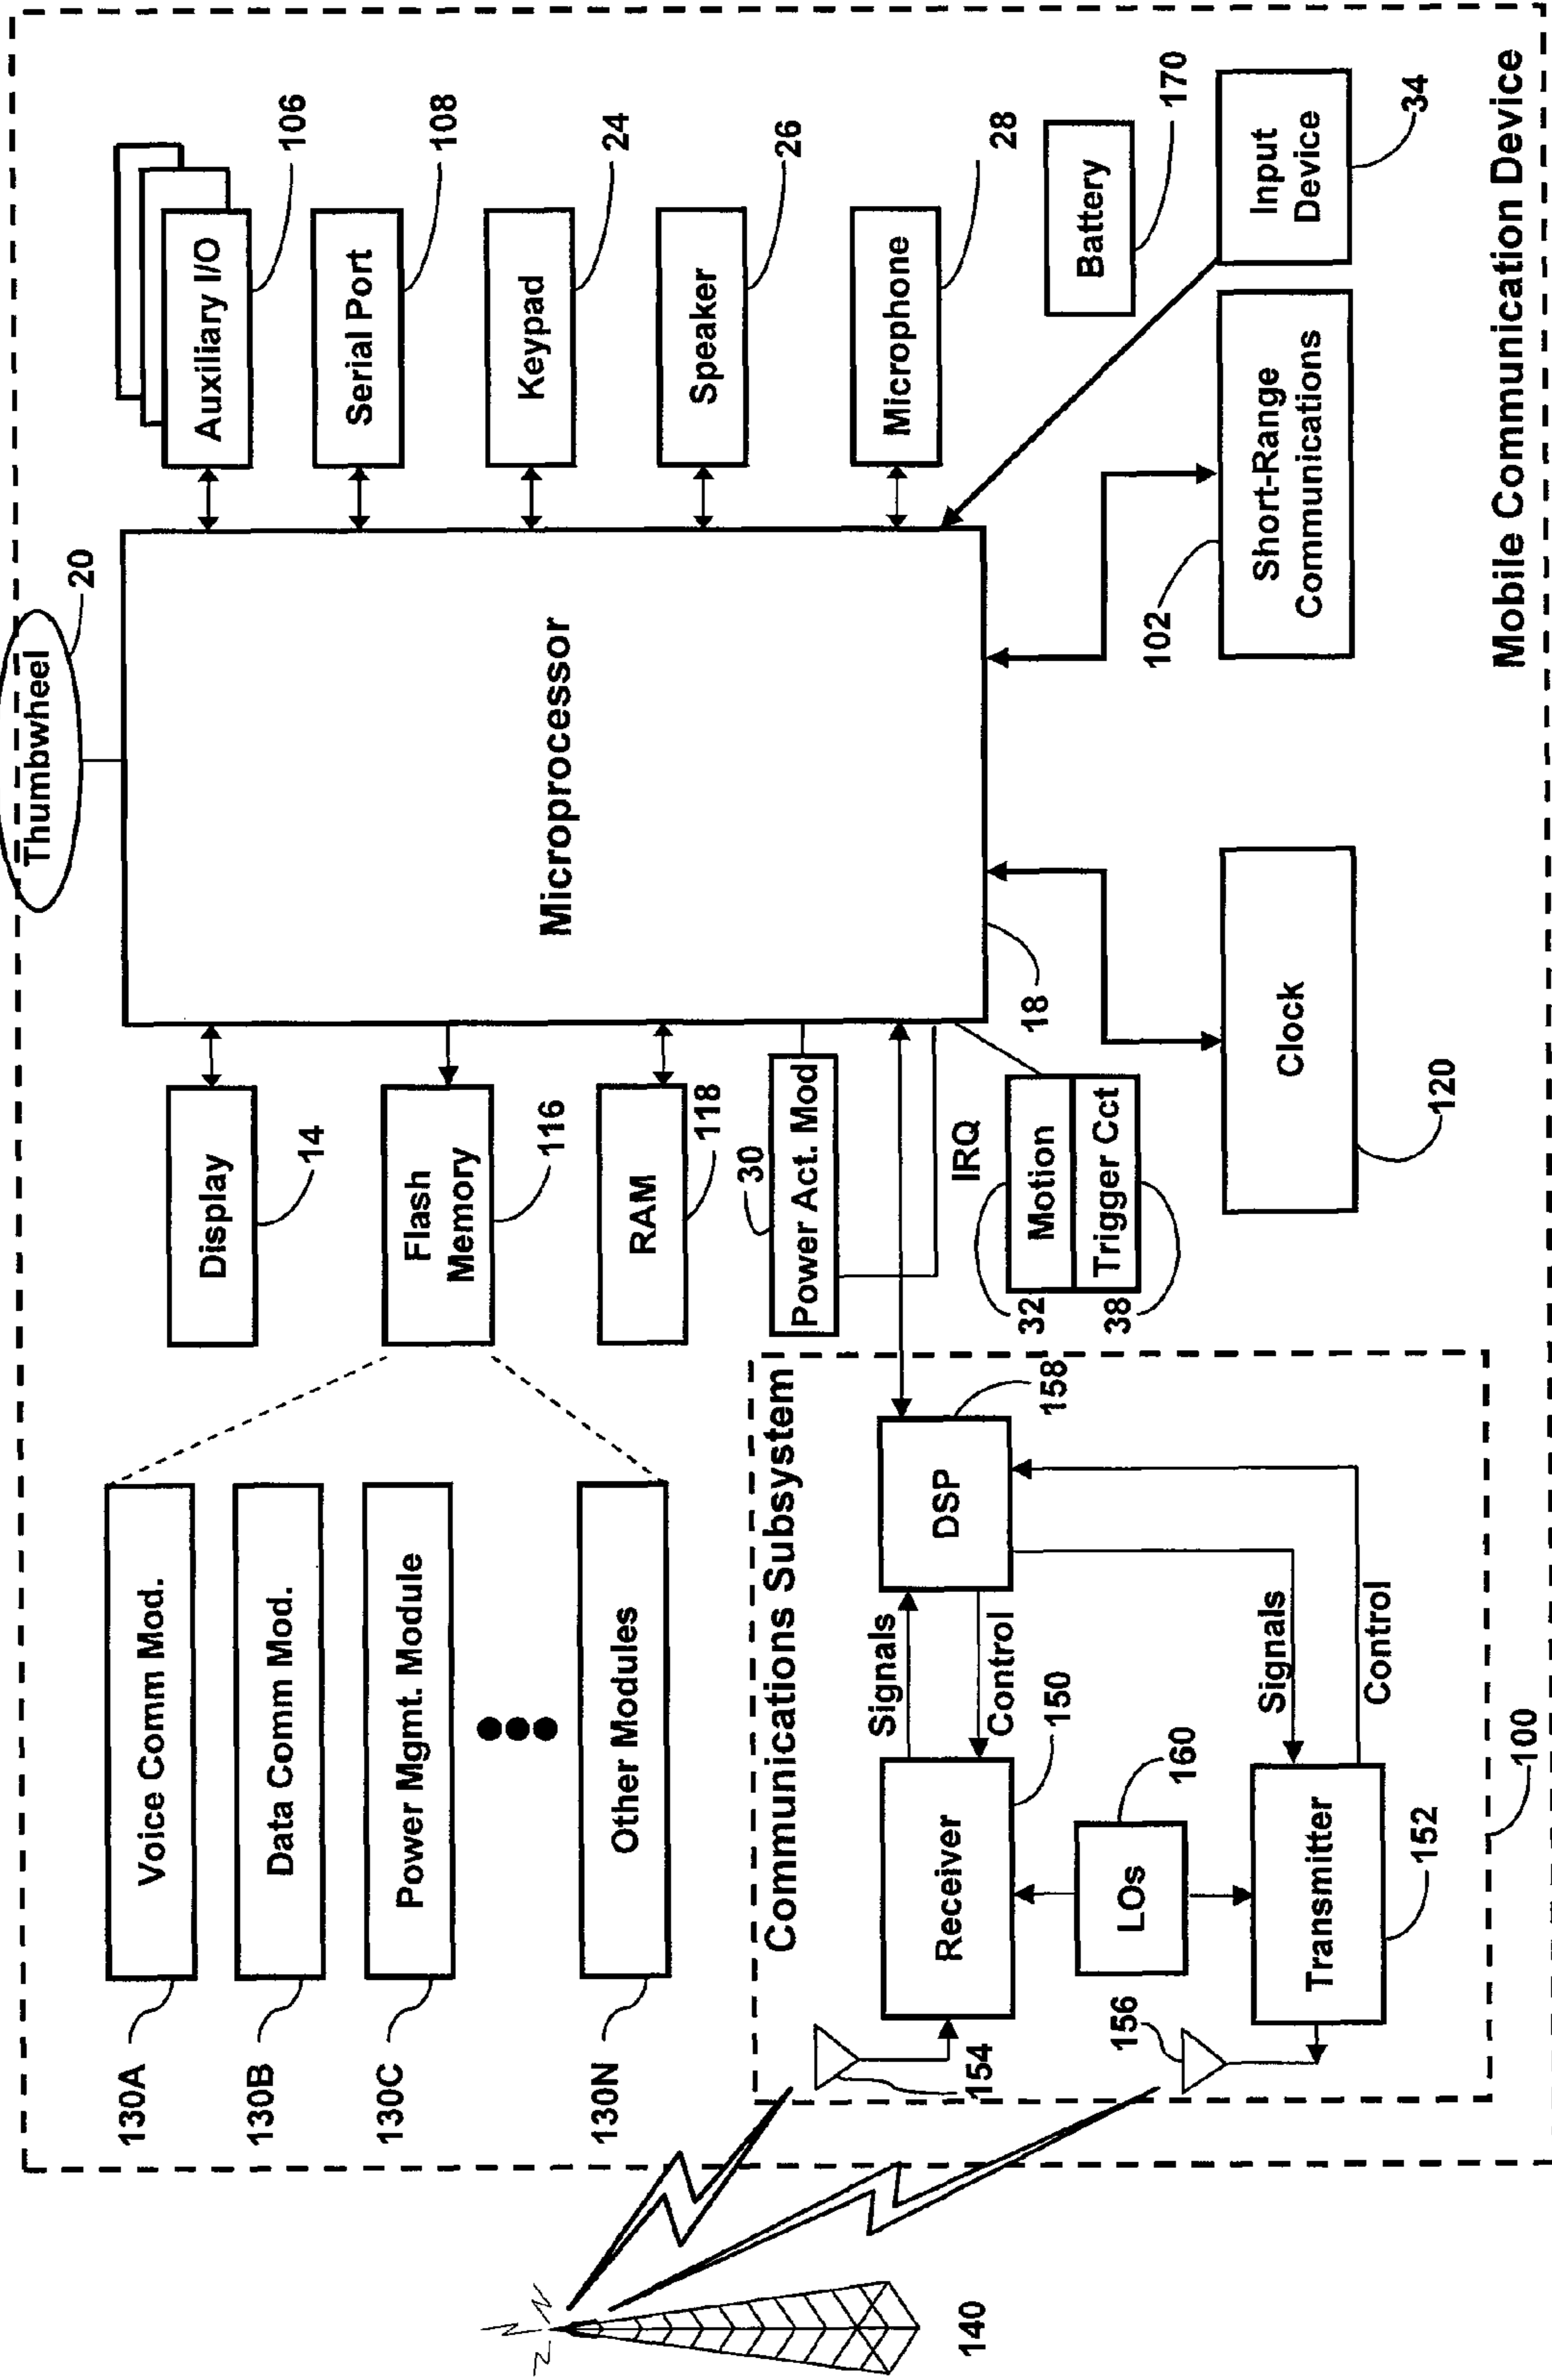 Thumbwheel
20
130A
Voice Comm Mod.
130B
Data Comm Mod.
130C
Power Mgmt. Module
130N
Other Modules
Display
14
Flash
Memory
116
RAM
118
30
Power Act. Mod
IRQ
Motion
32
Trigger Cct
38
Microprocessor
18
Auxiliary I/O
106
Serial Port
108
Keypad
24
Speaker
26
Microphone
28
Battery
170
Input
Device
34
Short-Range
Communications
102
Clock
120
Communications Subsystem
DSP
158
Signals
Control
Receiver
150
LOs
160
Signals
Control
Transmitter
152
154
156
100
140
Mobile Communication Device